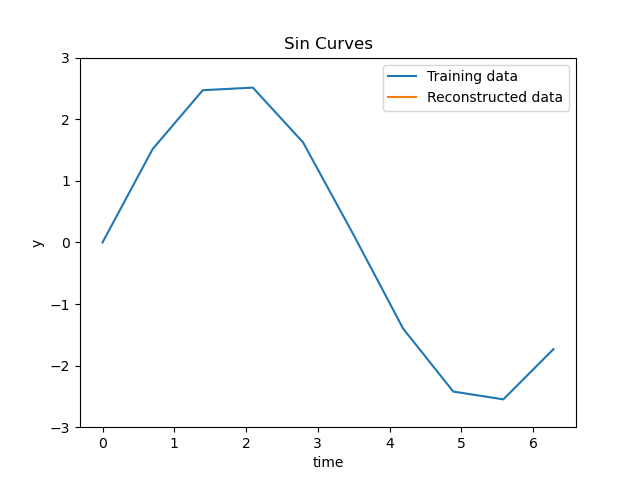 Sin Curves
Training data
Reconstructed data
3
2
1
0
−1
−2
−3
y
0 1 2 3 4 5 6
time